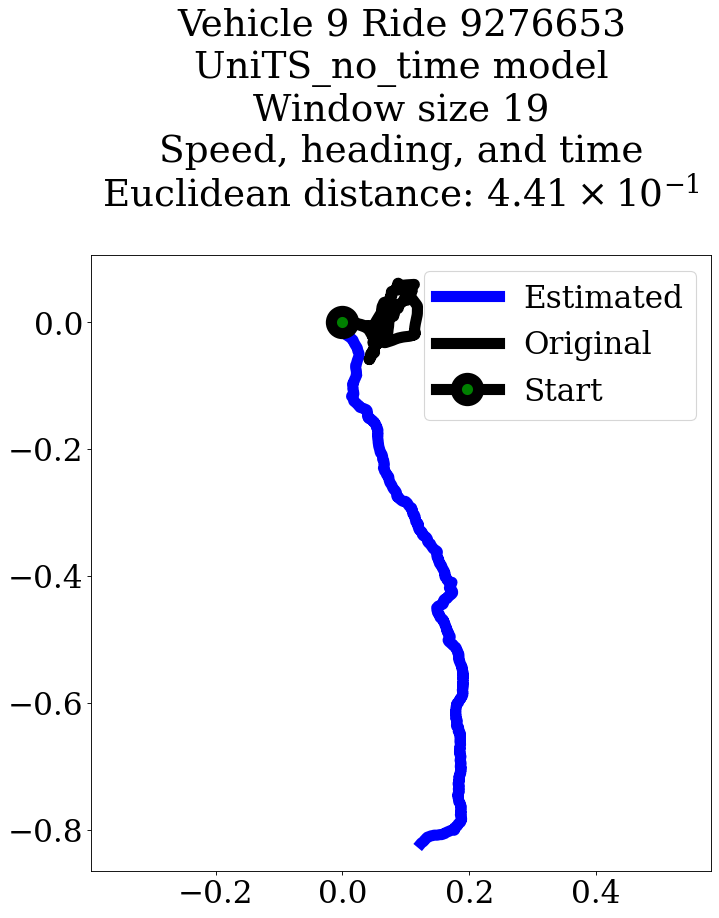 Vehicle 9 Ride 9276653
UniTS_no_time model
Window size 19
Speed, heading, and time
Euclidean distance: 4.41 × 10⁻¹
Estimated
Original
Start
0.0
−0.2
−0.4
−0.6
−0.8
−0.2 0.0 0.2 0.4